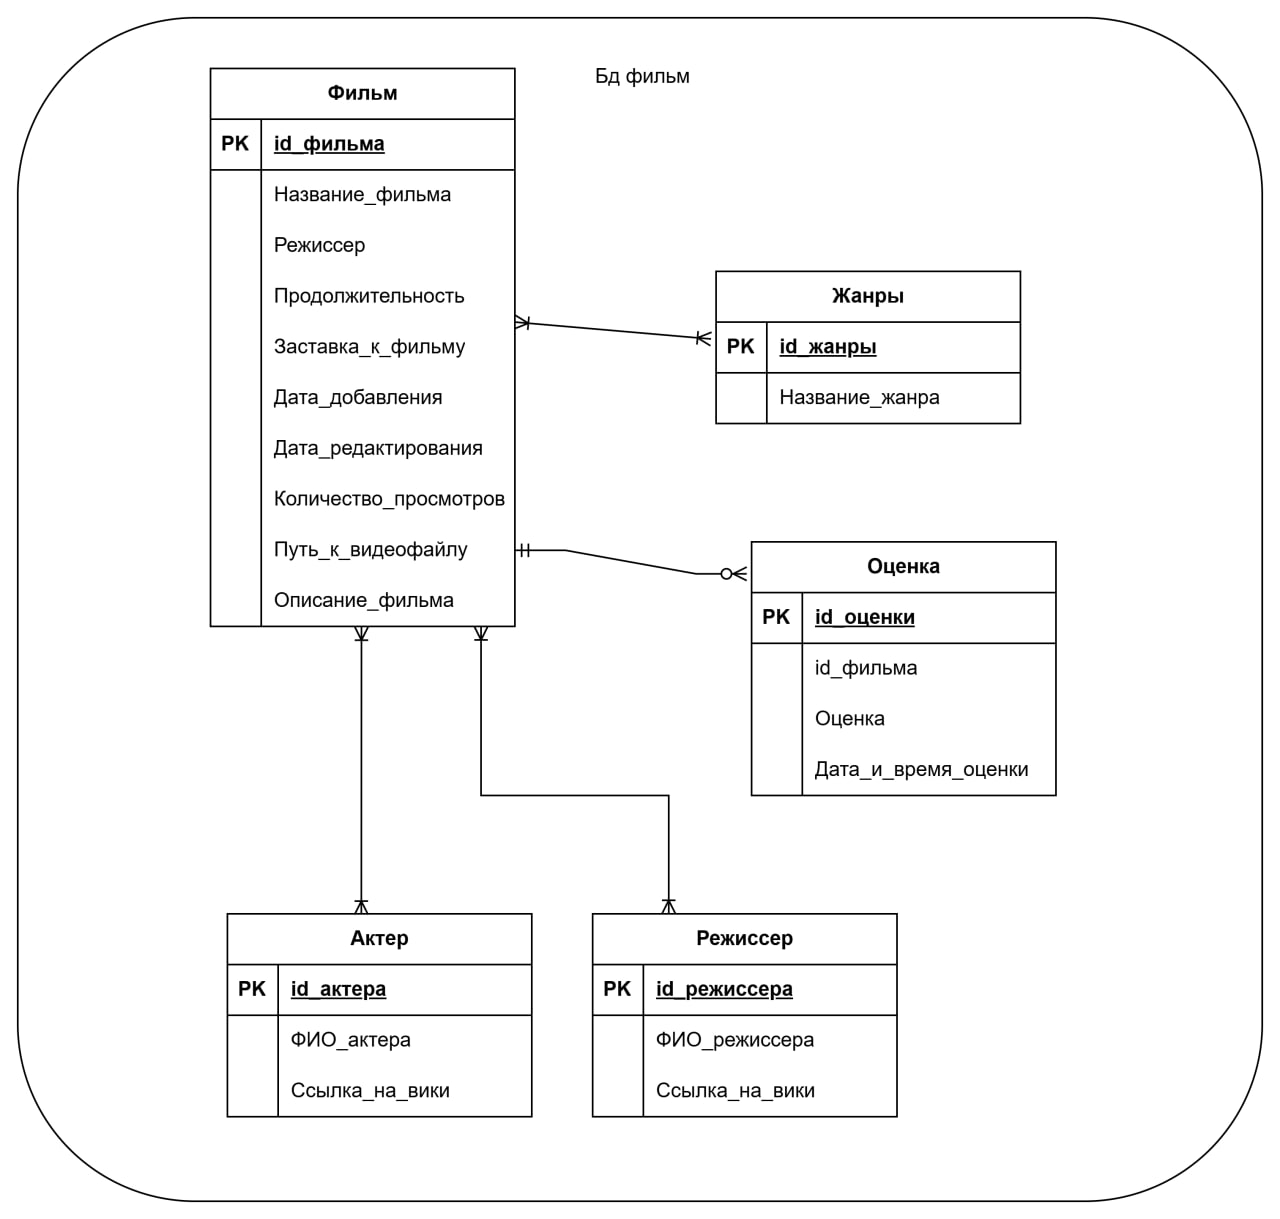 Бд фильм
Фильм
PK id_фильма
Название_фильма
Режиссер
Продолжительность
Заставка_к_фильму
Дата_добавления
Дата_редактирования
Количество_просмотров
Путь_к_видеофайлу
Описание_фильма
Жанры
PK id_жанры
Название_жанра
Оценка
PK id_оценки
id_фильма
Оценка
Дата_и_время_оценки
Актер
PK id_актера
ФИО_актера
Ссылка_на_вики
Режиссер
PK id_режиссера
ФИО_режиссера
Ссылка_на_вики